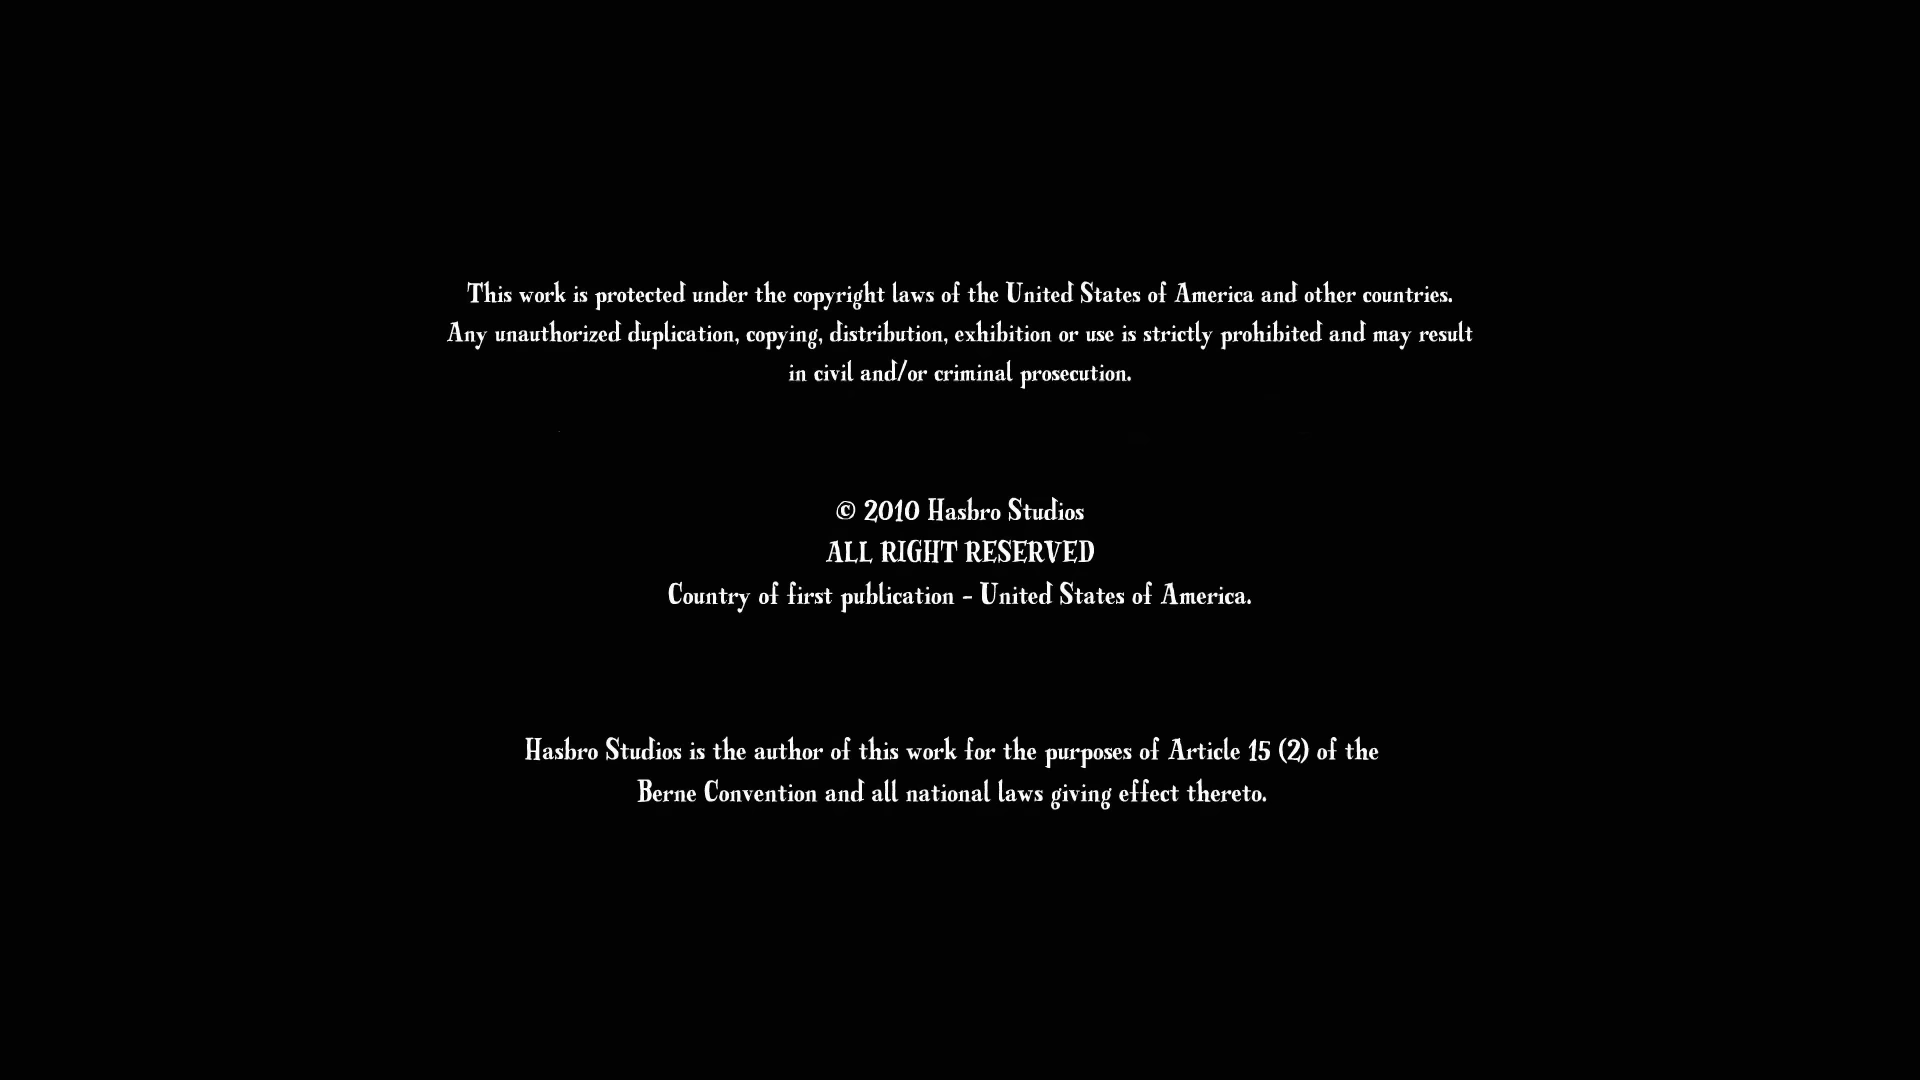 This work is protected under the copyright laws of the United States of America and other countries.
Any unauthorized duplication, copying, distribution, exhibition or use is strictly prohibited and may result
in civil and/or criminal prosecution.
© 2010 Hasbro Studios
ALL RIGHT RESERVED
Country of first publication - United States of America.
Hasbro Studios is the author of this work for the purposes of Article 15 (2) of the
Berne Convention and all national laws giving effect thereto.